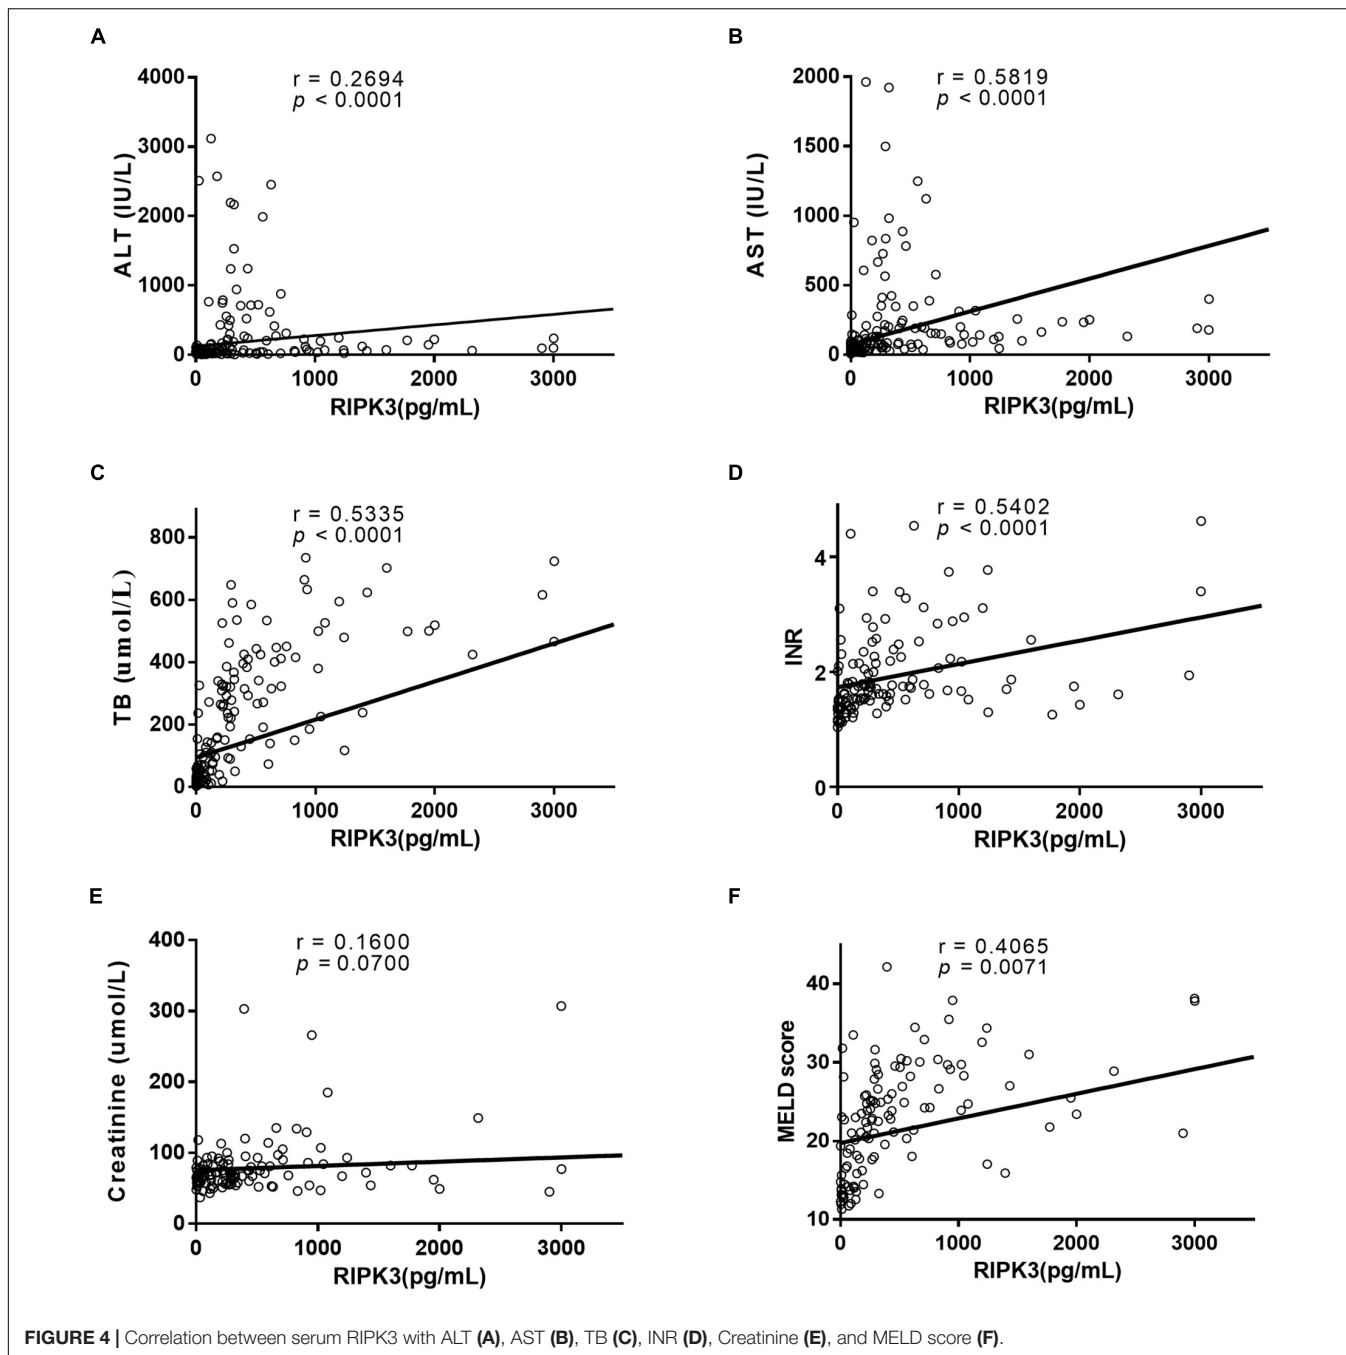 A
r = 0.2694
p < 0.0001
ALT (IU/L)
4000
3000
2000
1000
0
0 1000 2000 3000
RIPK3(pg/mL)
B
r = 0.5819
p < 0.0001
AST (IU/L)
2000
1500
1000
500
0
0 1000 2000 3000
RIPK3(pg/mL)
C
r = 0.5335
p < 0.0001
TB (umol/L)
800
600
400
200
0
0 1000 2000 3000
RIPK3(pg/mL)
D
r = 0.5402
p < 0.0001
INR
4
2
0
0 1000 2000 3000
RIPK3(pg/mL)
E
r = 0.1600
p = 0.0700
Creatinine (umol/L)
400
300
200
100
0
0 1000 2000 3000
RIPK3(pg/mL)
F
r = 0.4065
p = 0.0071
MELD score
40
30
20
10
0 1000 2000 3000
RIPK3(pg/mL)
FIGURE 4 | Correlation between serum RIPK3 with ALT (A), AST (B), TB (C), INR (D), Creatinine (E), and MELD score (F).